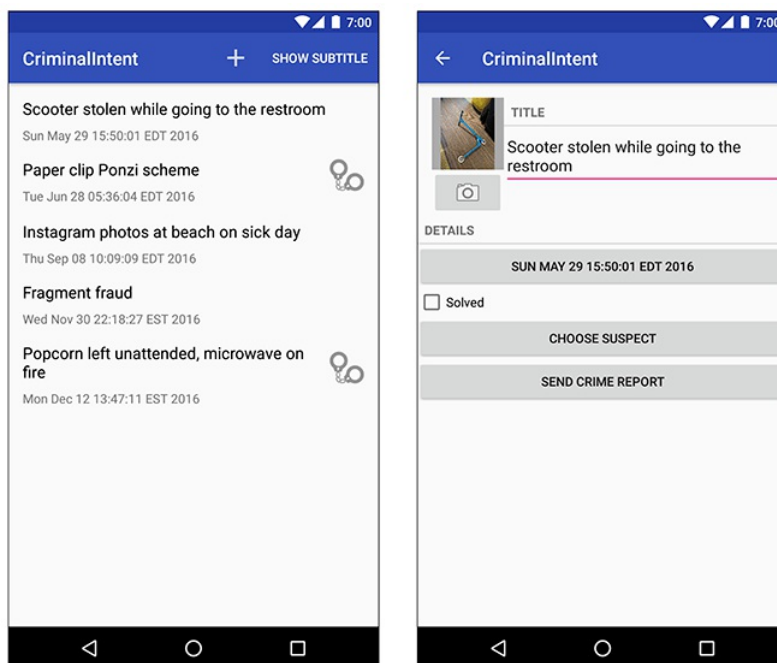 7:00
CriminalIntent
SHOW SUBTITLE
Scooter stolen while going to the restroom
Sun May 29 15:50:01 EDT 2016
Paper clip Ponzi scheme
Tue Jun 28 05:36:04 EDT 2016
Instagram photos at beach on sick day
Thu Sep 08 10:09:09 EDT 2016
Fragment fraud
Wed Nov 30 22:18:27 EST 2016
Popcorn left unattended, microwave on
fire
Mon Dec 12 13:47:11 EST 2016
7:00
CriminalIntent
TITLE
Scooter stolen while going to the
restroom
DETAILS
SUN MAY 29 15:50:01 EDT 2016
Solved
CHOOSE SUSPECT
SEND CRIME REPORT